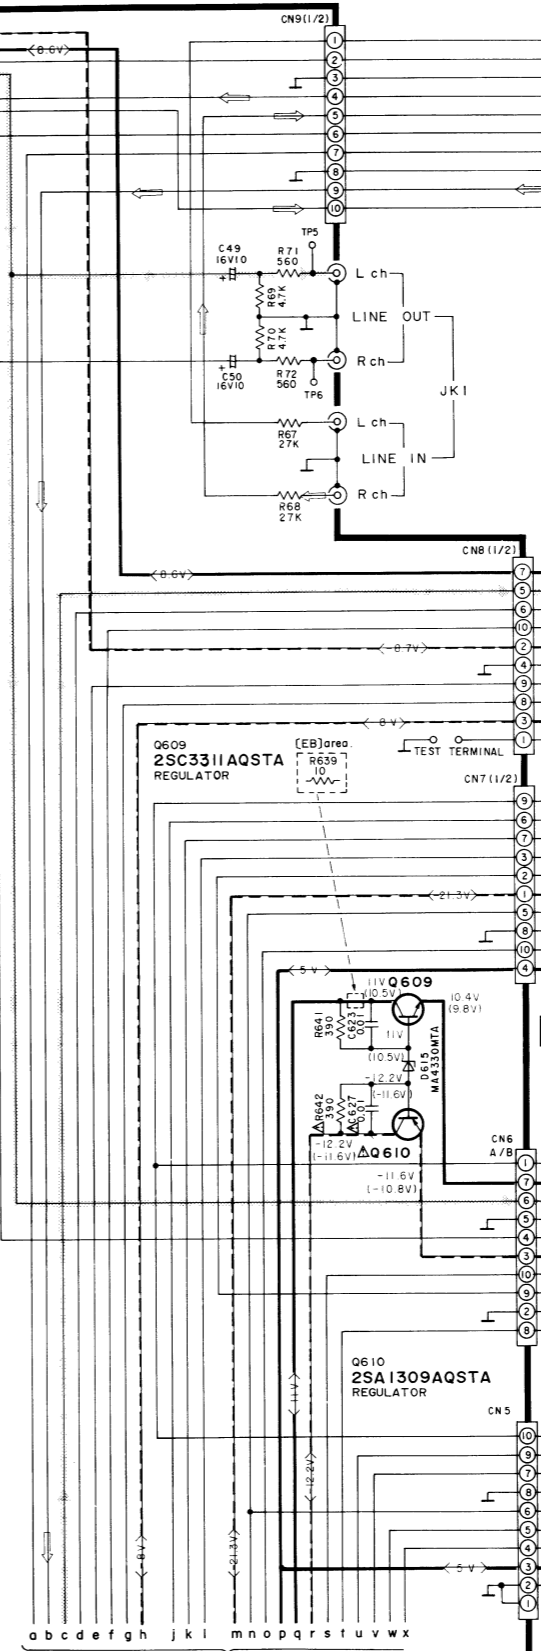 CN9(1/2)
1
2
3
4
5
6
7
8
9
10
8.6V
C49
16V10
R71
560
TP5
R69
4.7K
R70
4.7K
C50
16V10
R72
560
TP6
L ch
LINE OUT
R ch
JK1
L ch
LINE IN
R ch
R67
27K
R68
27K
CN8(1/2)
8.6V
7
5
6
10
2
4
9
8
3
1
-8.7V
-8V
TEST TERMINAL
Q609
2SC3311AQSTA
REGULATOR
[EB]area.
R639
10
CN7(1/2)
9
6
7
3
2
1
5
8
10
4
-21.3V
5V
11V
(10.5V)
Q609
10.4V
(9.8V)
R641
390
C623
0.01
11V
(10.5V)
D615
MA4330MTA
-12.2V
(-11.6V)
R642
390
C627
0.01
-12.2V
(-11.6V)
Q610
-11.6V
(-10.8V)
CN6
A/B
1
7
6
5
4
3
10
9
2
8
Q610
2SA1309AQSTA
REGULATOR
CN5
10
9
7
8
6
5
4
3
2
1
11V
-12.2V
-8V
-21.3V
5V
a b c d e f g h j k l m n o p q r s t u v w x